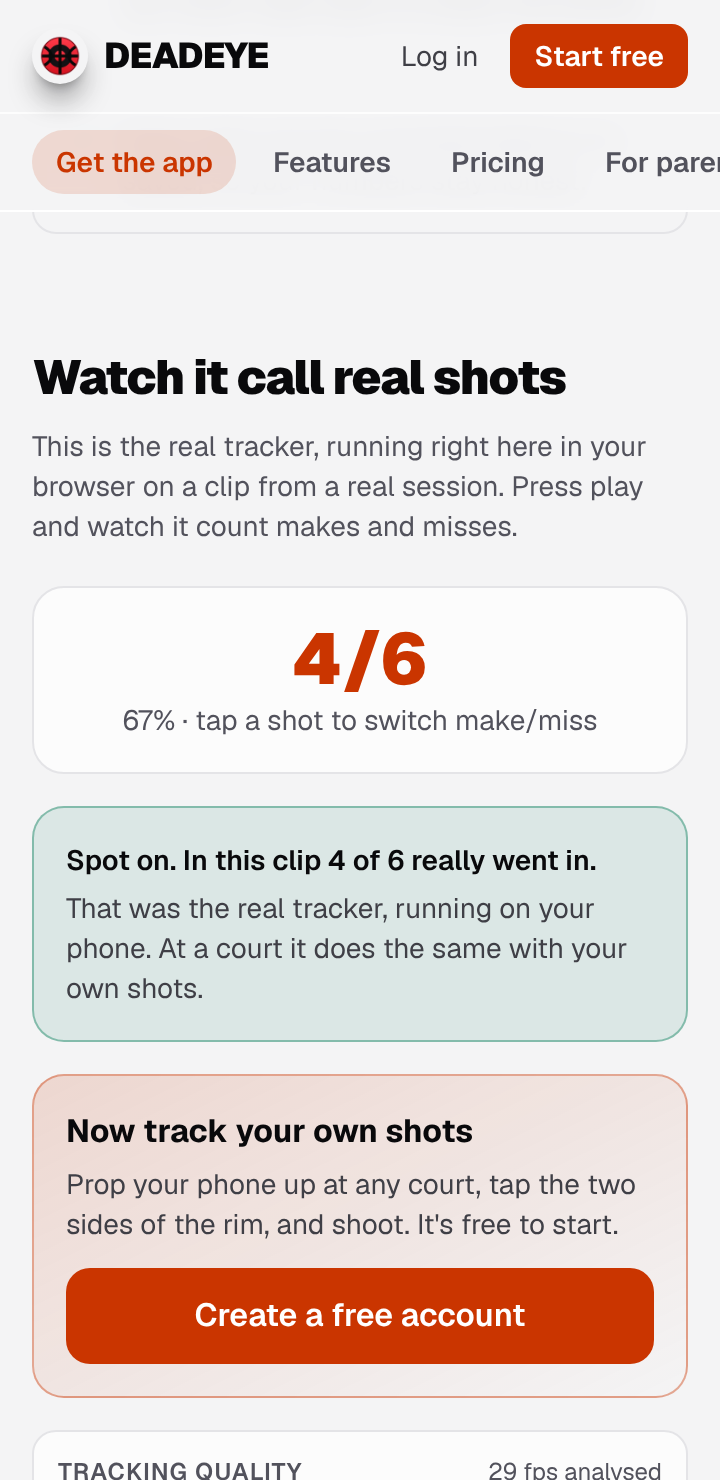 DEADEYE
Log in
Start free
Get the app
Features
Pricing
For paren
Watch it call real shots
This is the real tracker, running right here in your
browser on a clip from a real session. Press play
and watch it count makes and misses.
4/6
67% · tap a shot to switch make/miss
Spot on. In this clip 4 of 6 really went in.
That was the real tracker, running on your
phone. At a court it does the same with your
own shots.
Now track your own shots
Prop your phone up at any court, tap the two
sides of the rim, and shoot. It's free to start.
Create a free account
TRACKING QUALITY
29 fps analysed